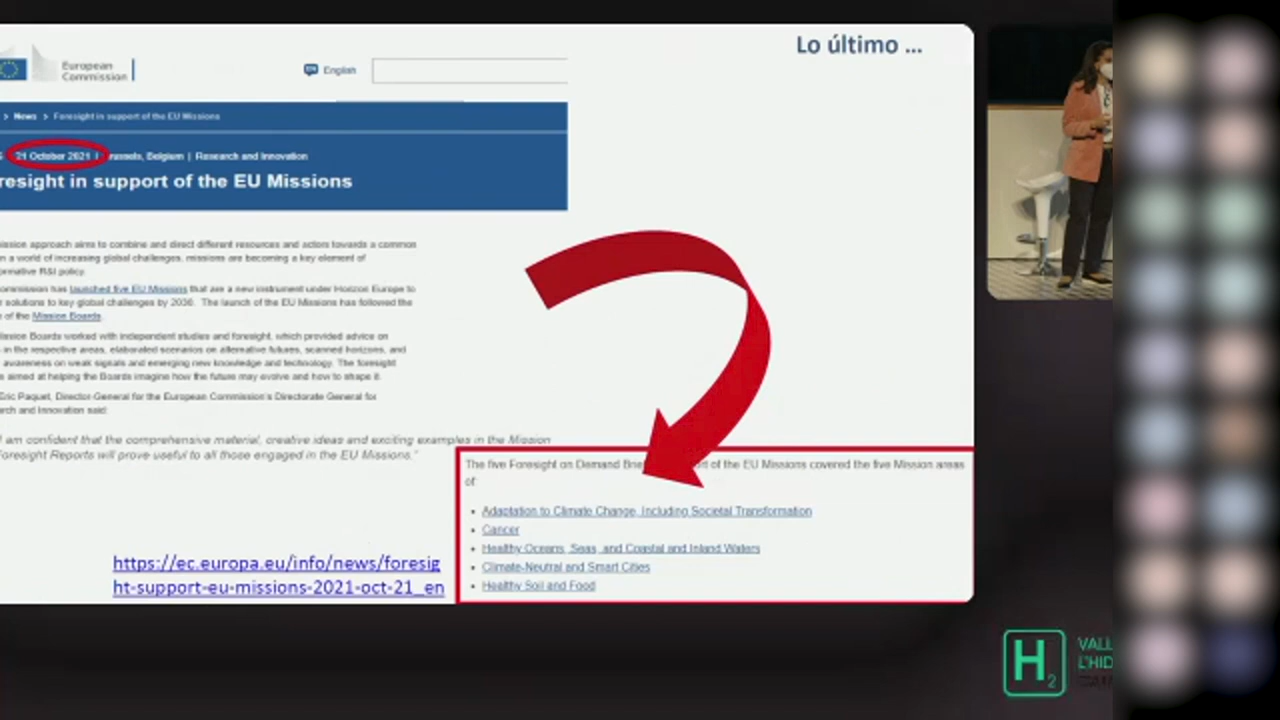 Lo último ...
European
Commission
English
> News > Foresight in support of the EU Missions
21 October 2021 | russels, Belgium | Research and Innovation
resight in support of the EU Missions
ission approach aims to combine and direct different resources and actors towards a common
n a world of increasing global challenges, missions are becoming a key element of
ormative R&I policy.
ommission has launched five EU Missions that are a new instrument under Horizon Europe to
r solutions to key global challenges by 2030. The launch of the EU Missions has followed the
e of the Mission Boards.
ission Boards worked with independent studies and foresight, which provided advice on
in the respective areas, elaborated scenarios on alternative futures, scanned horizons, and
awareness on weak signals and emerging new knowledge and technology. The foresight
e aimed at helping the Boards imagine how the future may evolve and how to shape it.
Eric Paquet, Director-General for the European Commission's Directorate General for
rch and Innovation said:
I am confident that the comprehensive material, creative ideas and exciting examples in the Mission
Foresight Reports will prove useful to all those engaged in the EU Missions."
The five Foresight on Demand Brie rt of the EU Missions covered the five Mission areas
of:
• Adaptation to Climate Change, Including Societal Transformation
• Cancer
• Healthy Oceans, Seas, and Coastal and Inland Waters
• Climate-Neutral and Smart Cities
• Healthy Soil and Food
https://ec.europa.eu/info/news/foresig
ht-support-eu-missions-2021-oct-21_en
H2
VALL
L'HID